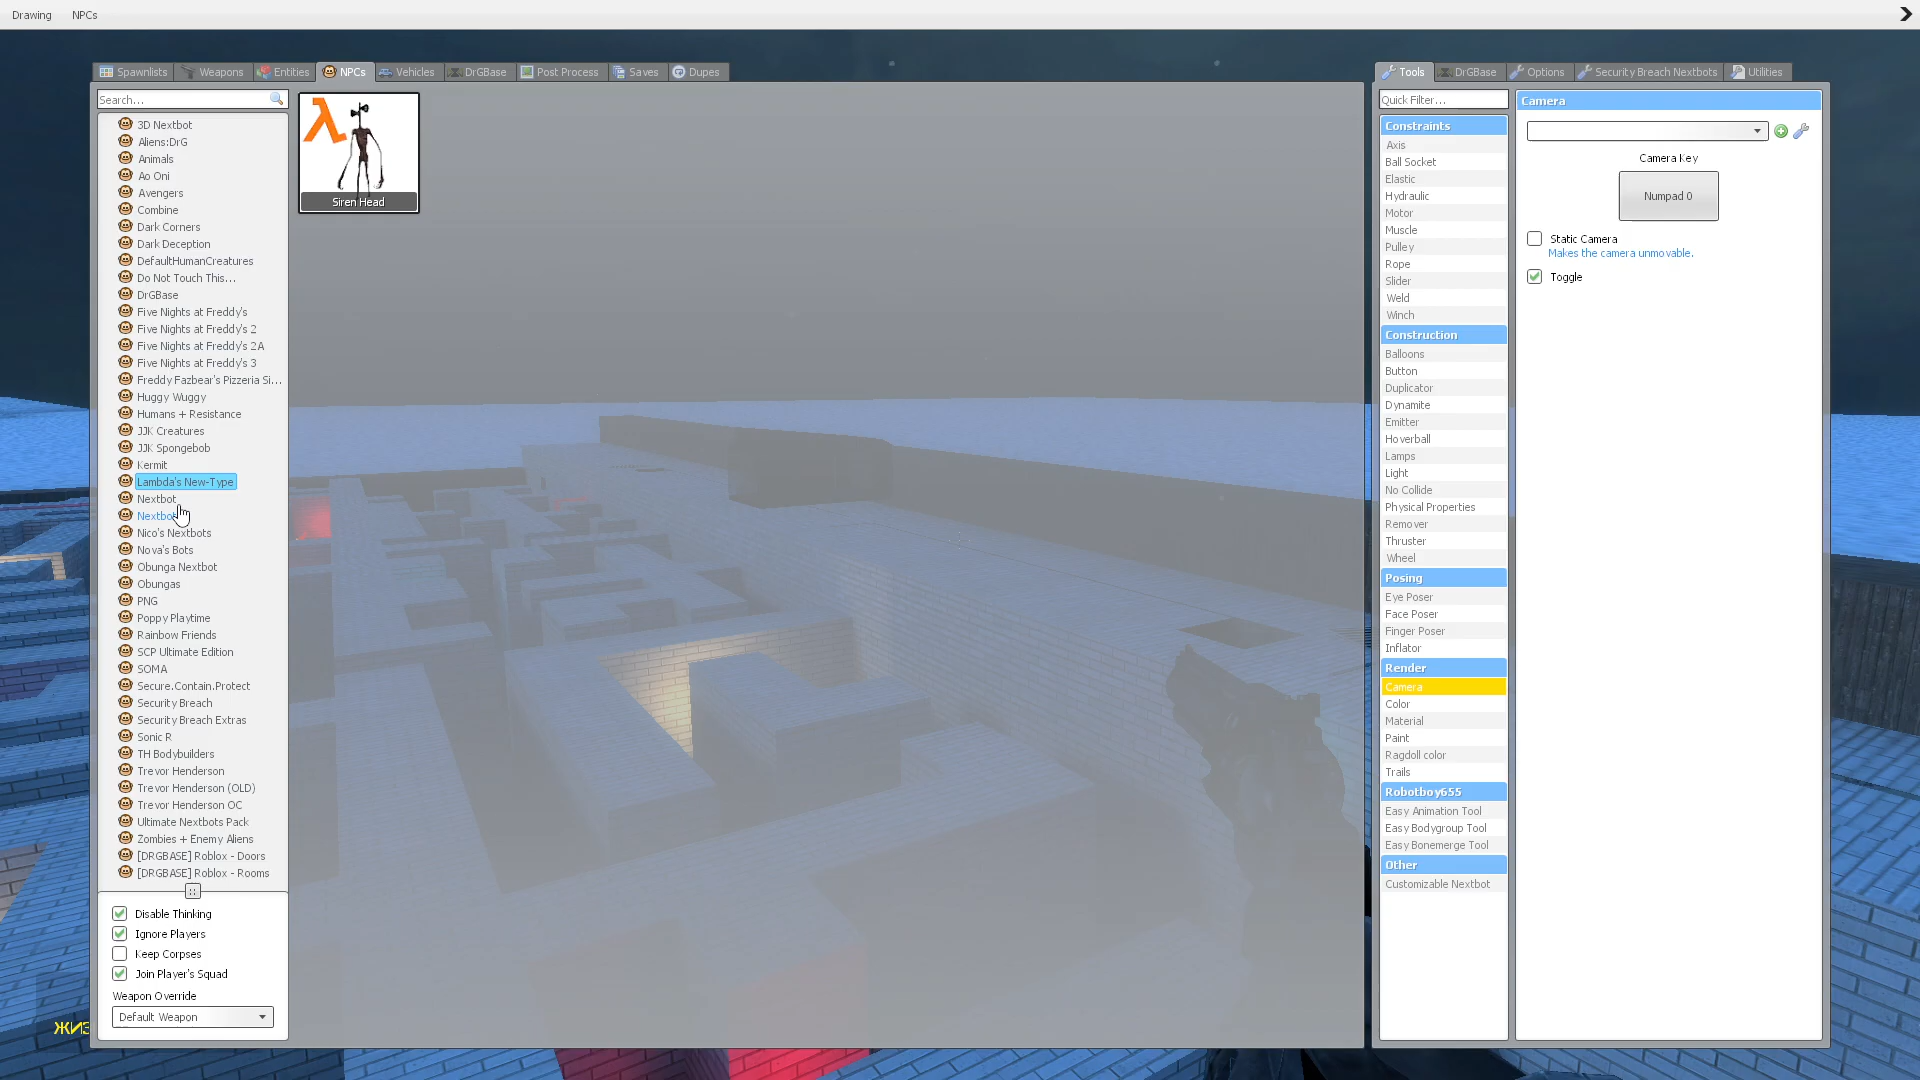 Drawing NPCs
Spawnlists Weapons Entities NPCs Vehicles DrGBase Post Process Saves Dupes
Search...
3D Nextbot
Aliens:DrG
Animals
Ao Oni
Avengers
Combine
Dark Corners
Dark Deception
DefaultHumanCreatures
Do Not Touch This...
DrGBase
Five Nights at Freddy's
Five Nights at Freddy's 2
Five Nights at Freddy's 2A
Five Nights at Freddy's 3
Freddy Fazbear's Pizzeria Si...
Huggy Wuggy
Humans + Resistance
JJK Creatures
JJK Spongebob
Kermit
Lambda's New-Type
Nextbot
Nico's Nextbots
Nova's Bots
Obunga Nextbot
Obungas
PNG
Poppy Playtime
Rainbow Friends
SCP Ultimate Edition
SOMA
Secure.Contain.Protect
Security Breach
Security Breach Extras
Sonic R
TH Bodybuilders
Trevor Henderson
Trevor Henderson (OLD)
Trevor Henderson OC
Ultimate Nextbots Pack
Zombies + Enemy Aliens
[DRGBASE] Roblox - Doors
[DRGBASE] Roblox - Rooms
Disable Thinking
Ignore Players
Keep Corpses
Join Player's Squad
Weapon Override
Default Weapon
λ
Siren Head
Tools DrGBase Options Security Breach Nextbots Utilities
Quick Filter...
Constraints
Axis
Ball Socket
Elastic
Hydraulic
Motor
Muscle
Pulley
Rope
Slider
Weld
Winch
Construction
Balloons
Button
Duplicator
Dynamite
Emitter
Hoverball
Lamps
Light
No Collide
Physical Properties
Remover
Thruster
Wheel
Posing
Eye Poser
Face Poser
Finger Poser
Inflator
Render
Camera
Color
Material
Paint
Ragdoll color
Trails
Robotboy655
Easy Animation Tool
Easy Bodygroup Tool
Easy Bonemerge Tool
Other
Customizable Nextbot
Camera
Camera Key
Numpad 0
Static Camera
Makes the camera unmovable.
Toggle